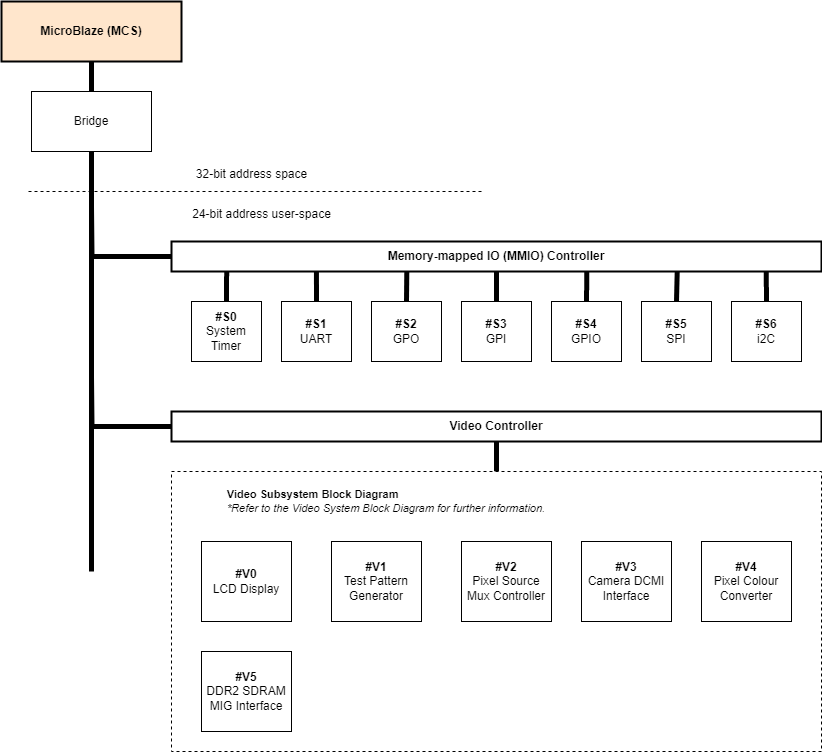 MicroBlaze (MCS)
Bridge
32-bit address space
24-bit address user-space
Memory-mapped IO (MMIO) Controller
#S0
System
Timer
#S1
UART
#S2
GPO
#S3
GPI
#S4
GPIO
#S5
SPI
#S6
i2C
Video Controller
Video Subsystem Block Diagram
*Refer to the Video System Block Diagram for further information.
#V0
LCD Display
#V1
Test Pattern
Generator
#V2
Pixel Source
Mux Controller
#V3
Camera DCMI
Interface
#V4
Pixel Colour
Converter
#V5
DDR2 SDRAM
MIG Interface